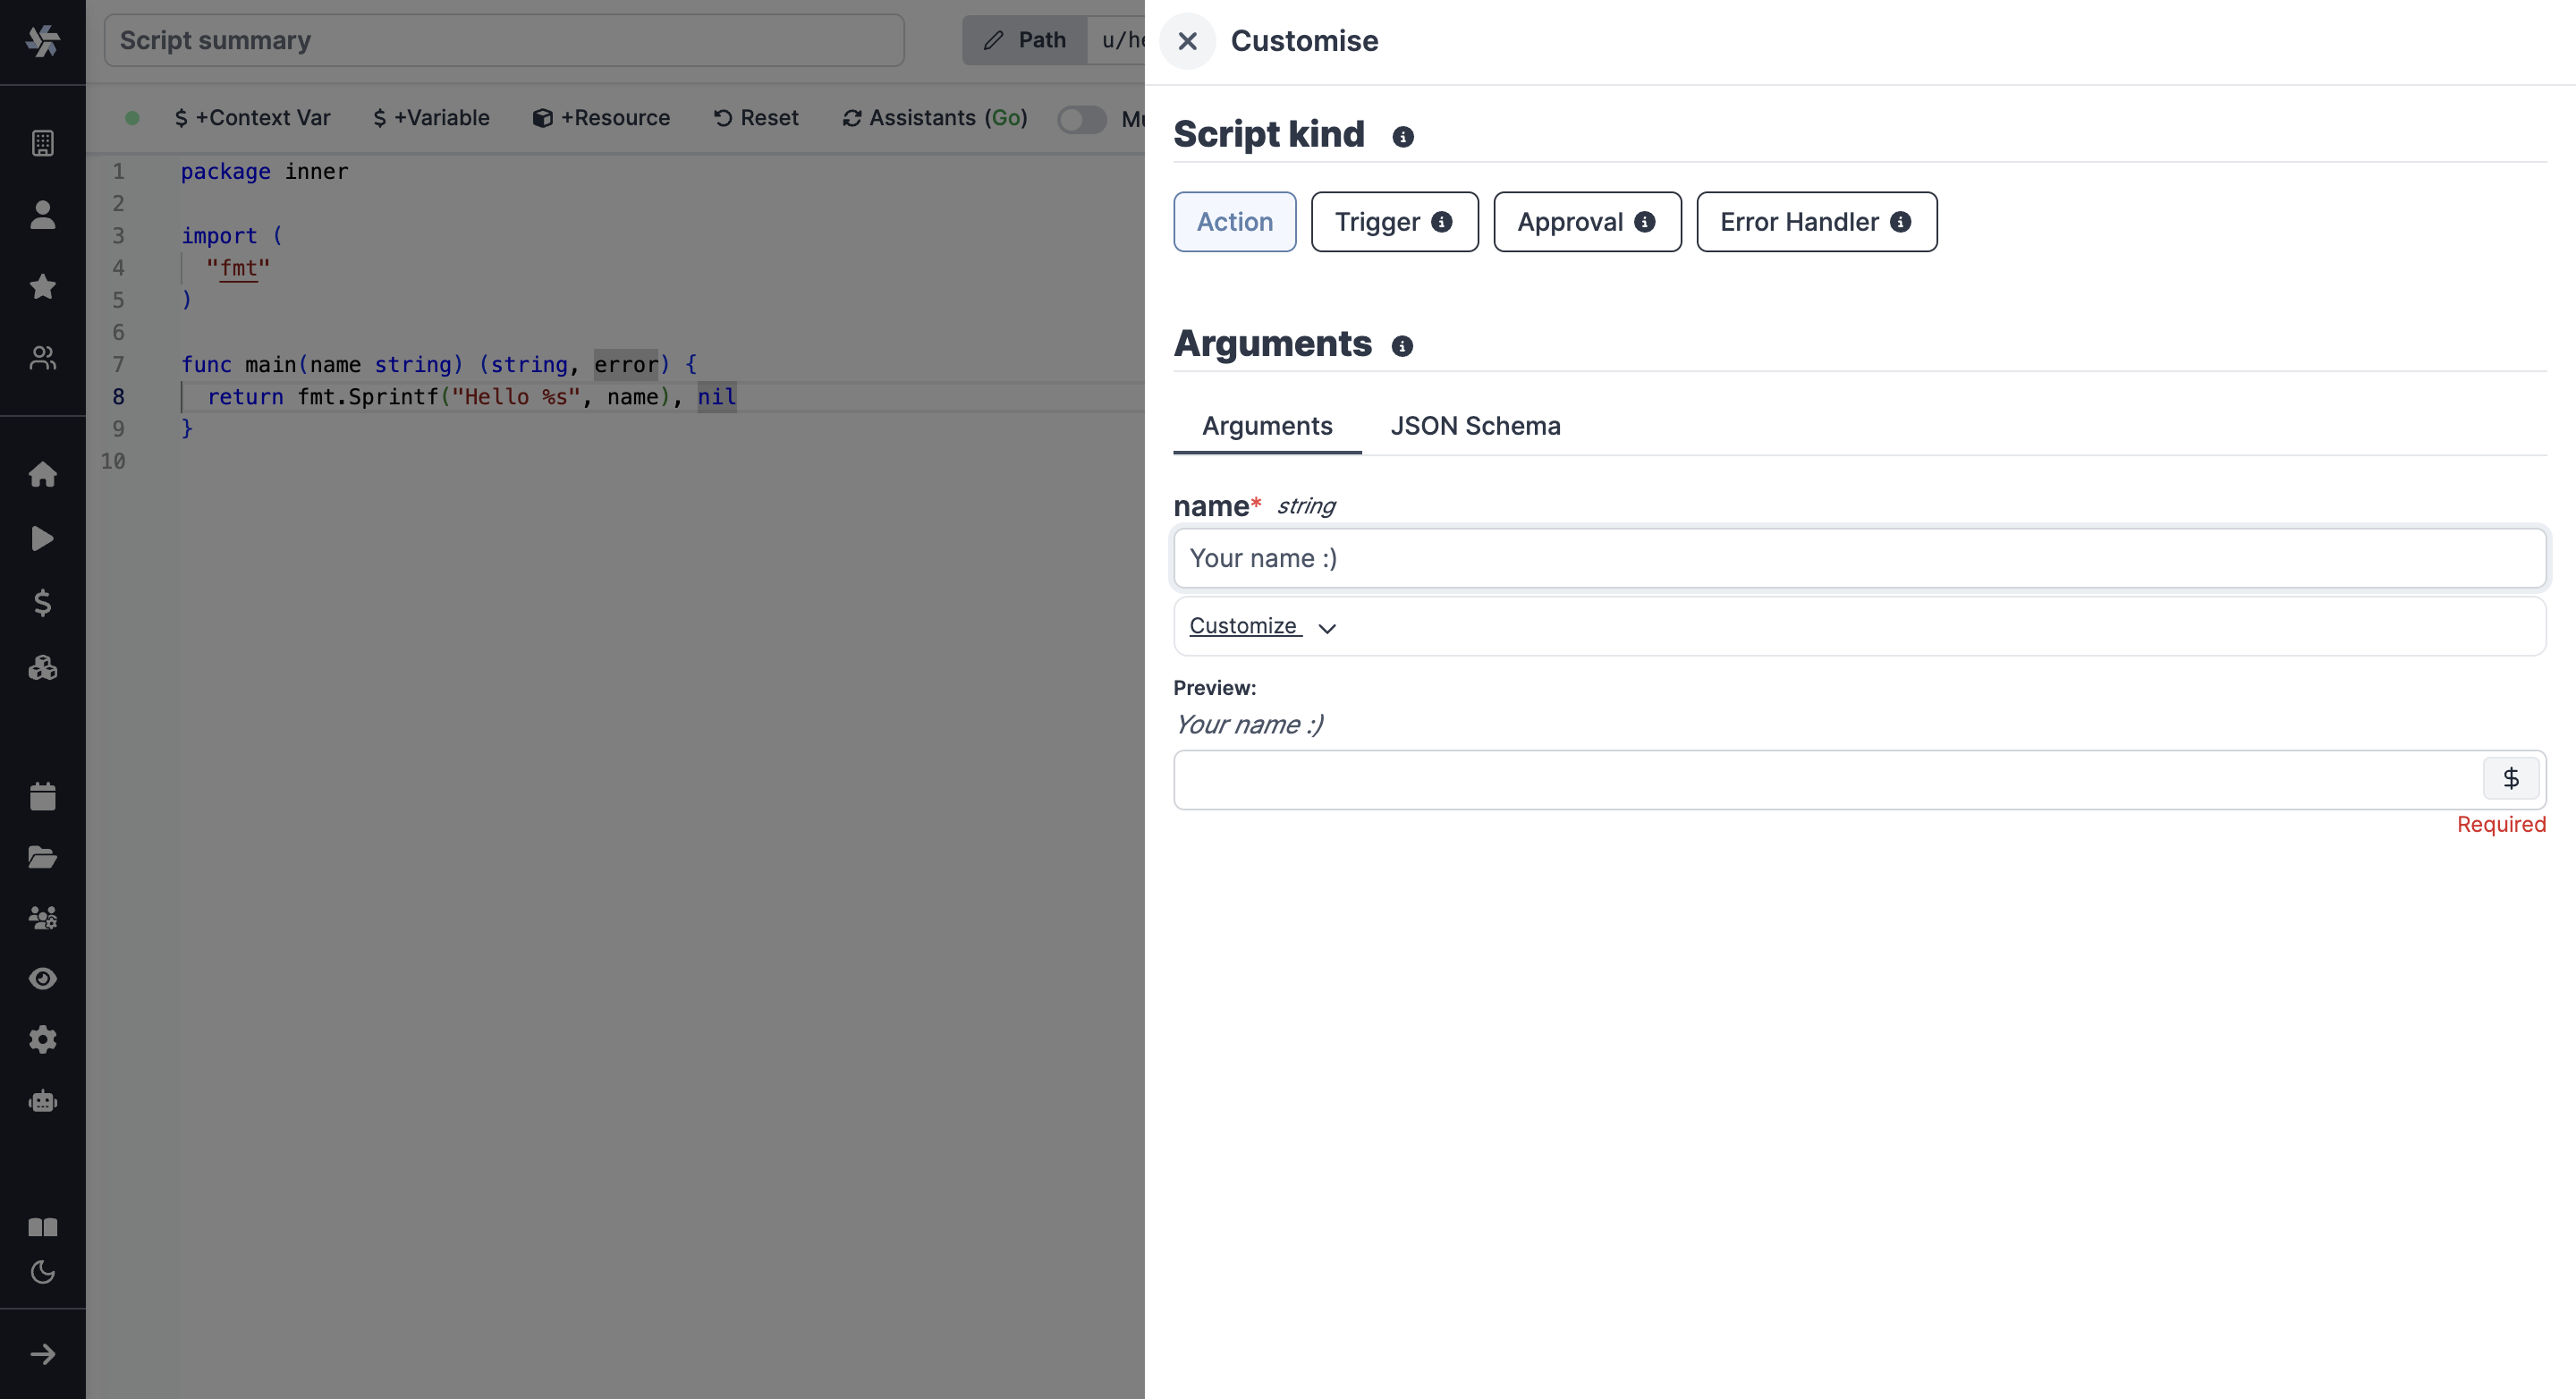 Script summary
Path
u/he
Customise
$ +Context Var
$ +Variable
+Resource
Reset
Assistants (Go)
Mu
1 package inner
2
3 import (
4 "fmt"
5 )
6
7 func main(name string) (string, error) {
8 return fmt.Sprintf("Hello %s", name), nil
9 }
10
Script kind
Action
Trigger
Approval
Error Handler
Arguments
Arguments
JSON Schema
name* string
Your name :)
Customize
Preview:
Your name :)
$
Required